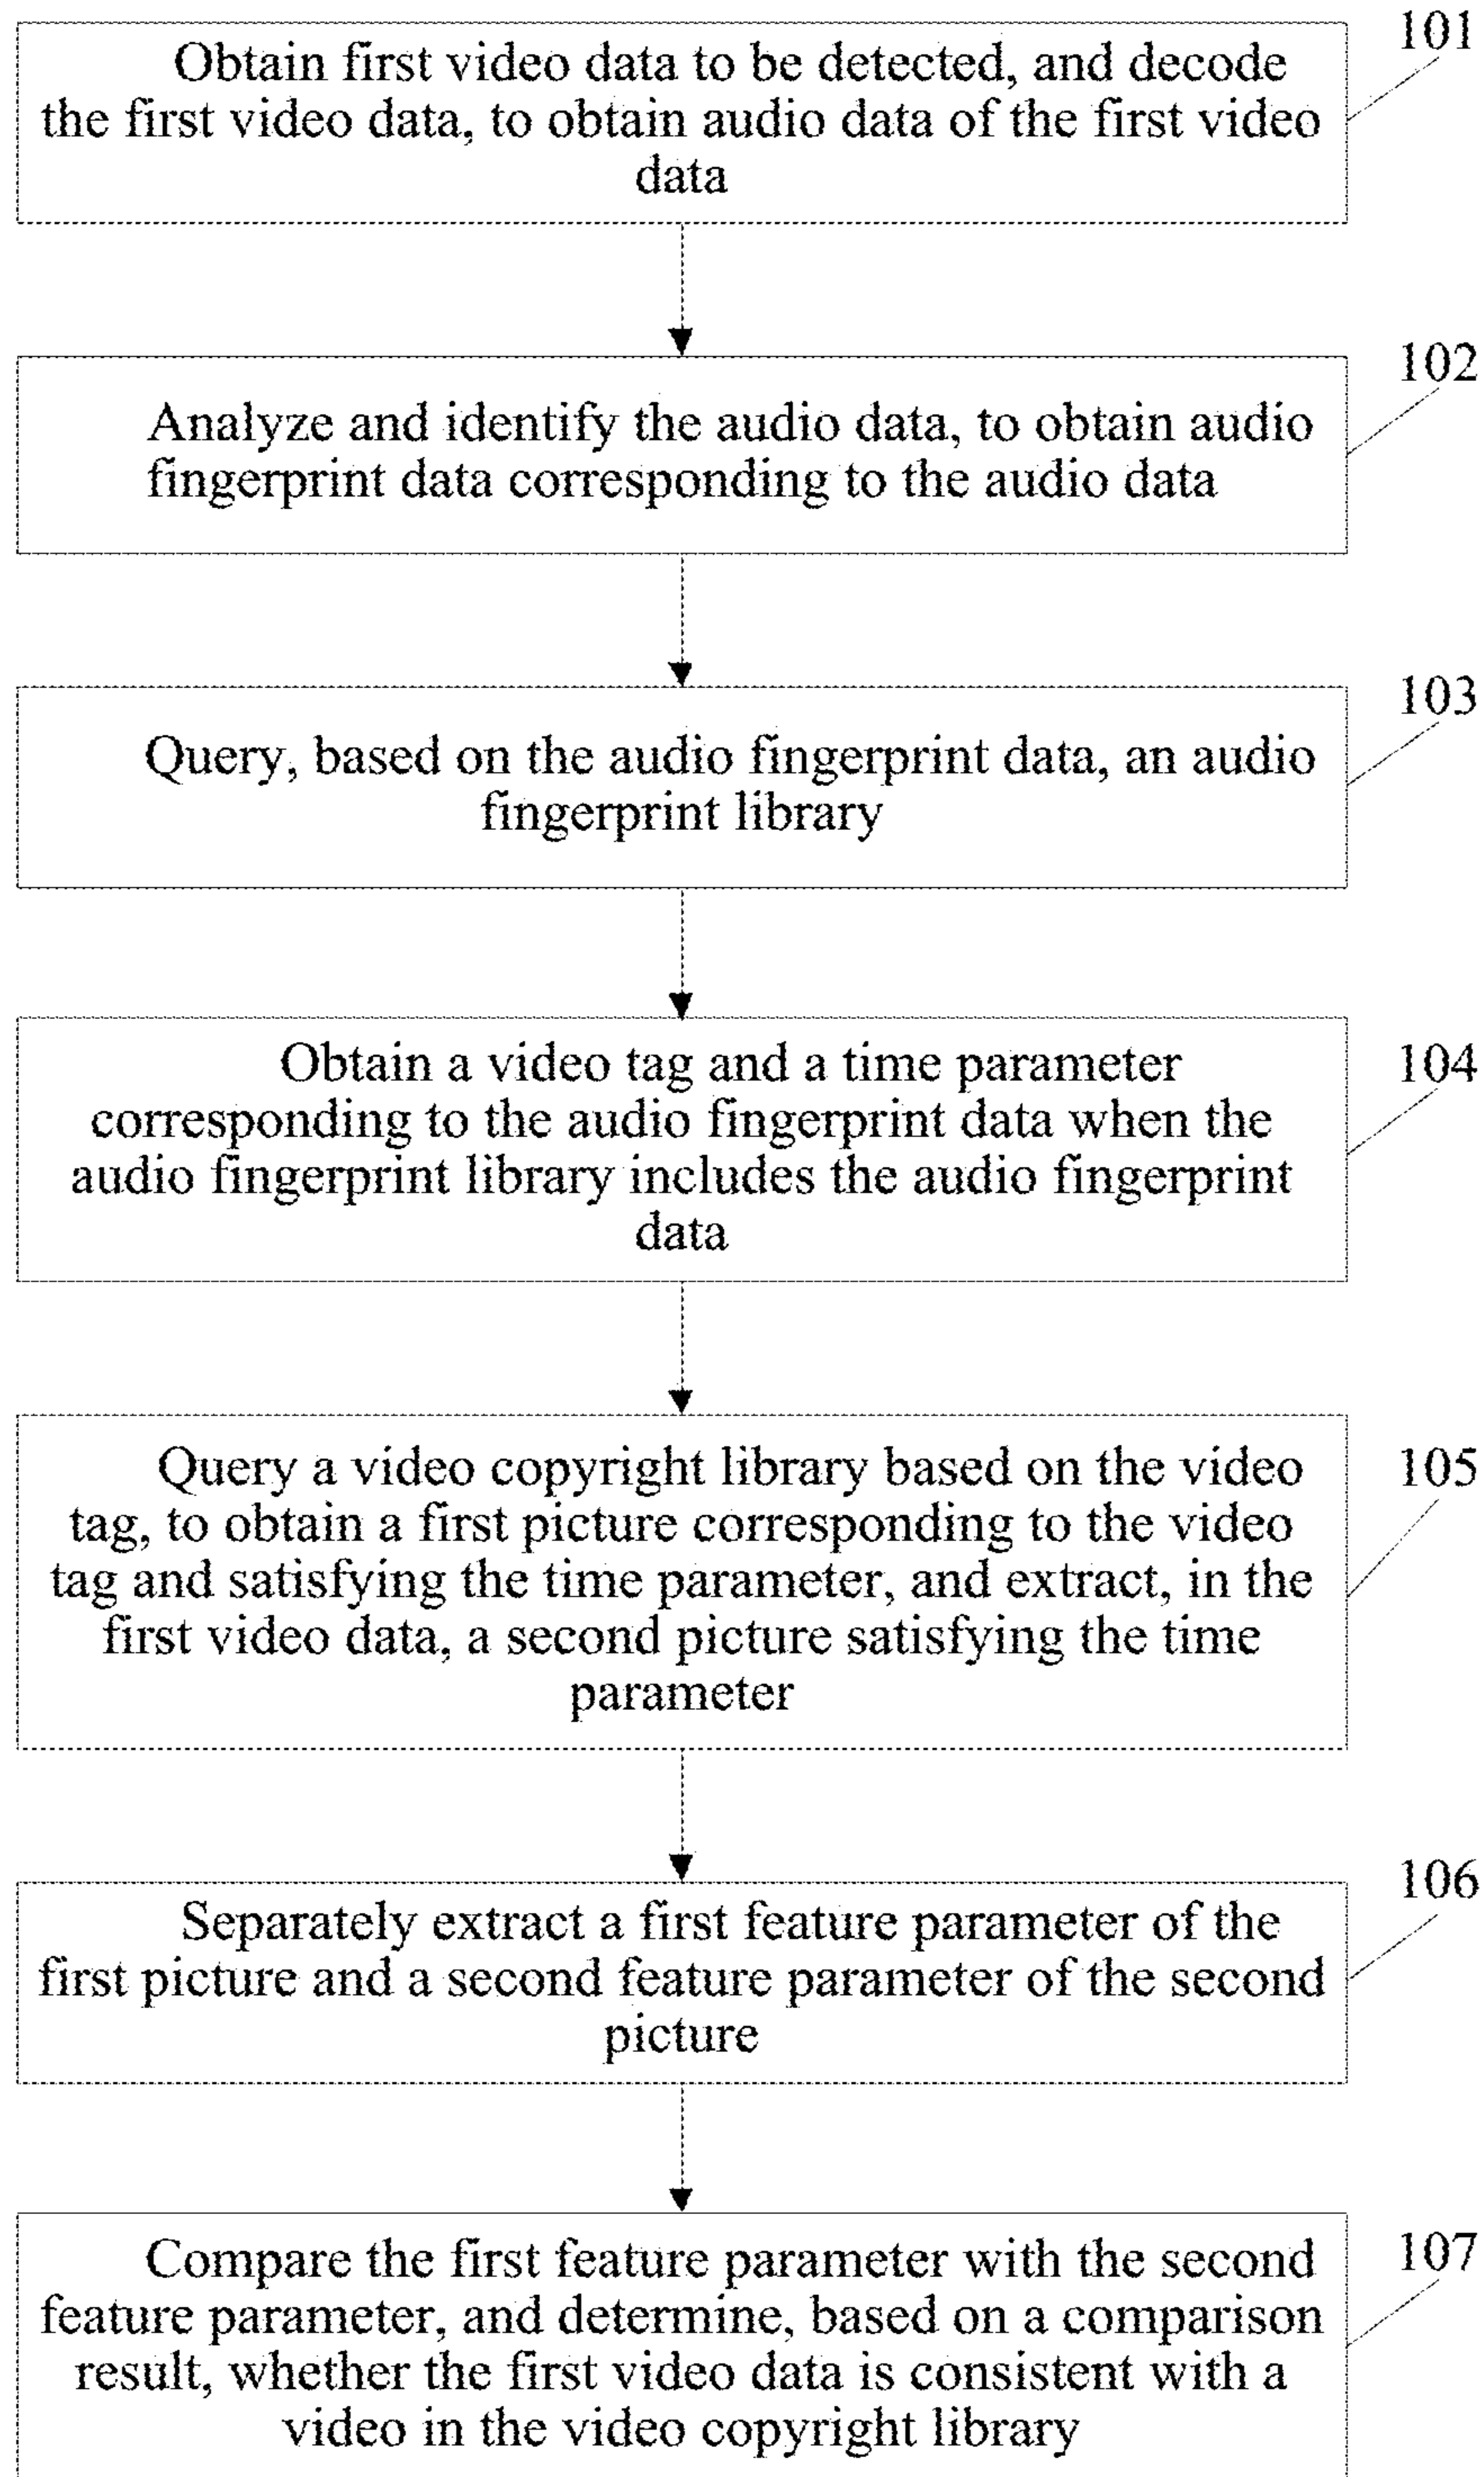 101
Obtain first video data to be detected, and decode
the first video data, to obtain audio data of the first video
data
102
Analyze and identify the audio data, to obtain audio
fingerprint data corresponding to the audio data
103
Query, based on the audio fingerprint data, an audio
fingerprint library
104
Obtain a video tag and a time parameter
corresponding to the audio fingerprint data when the
audio fingerprint library includes the audio fingerprint
data
105
Query a video copyright library based on the video
tag, to obtain a first picture corresponding to the video
tag and satisfying the time parameter, and extract, in the
first video data, a second picture satisfying the time
parameter
106
Separately extract a first feature parameter of the
first picture and a second feature parameter of the second
picture
107
Compare the first feature parameter with the second
feature parameter, and determine, based on a comparison
result, whether the first video data is consistent with a
video in the video copyright library